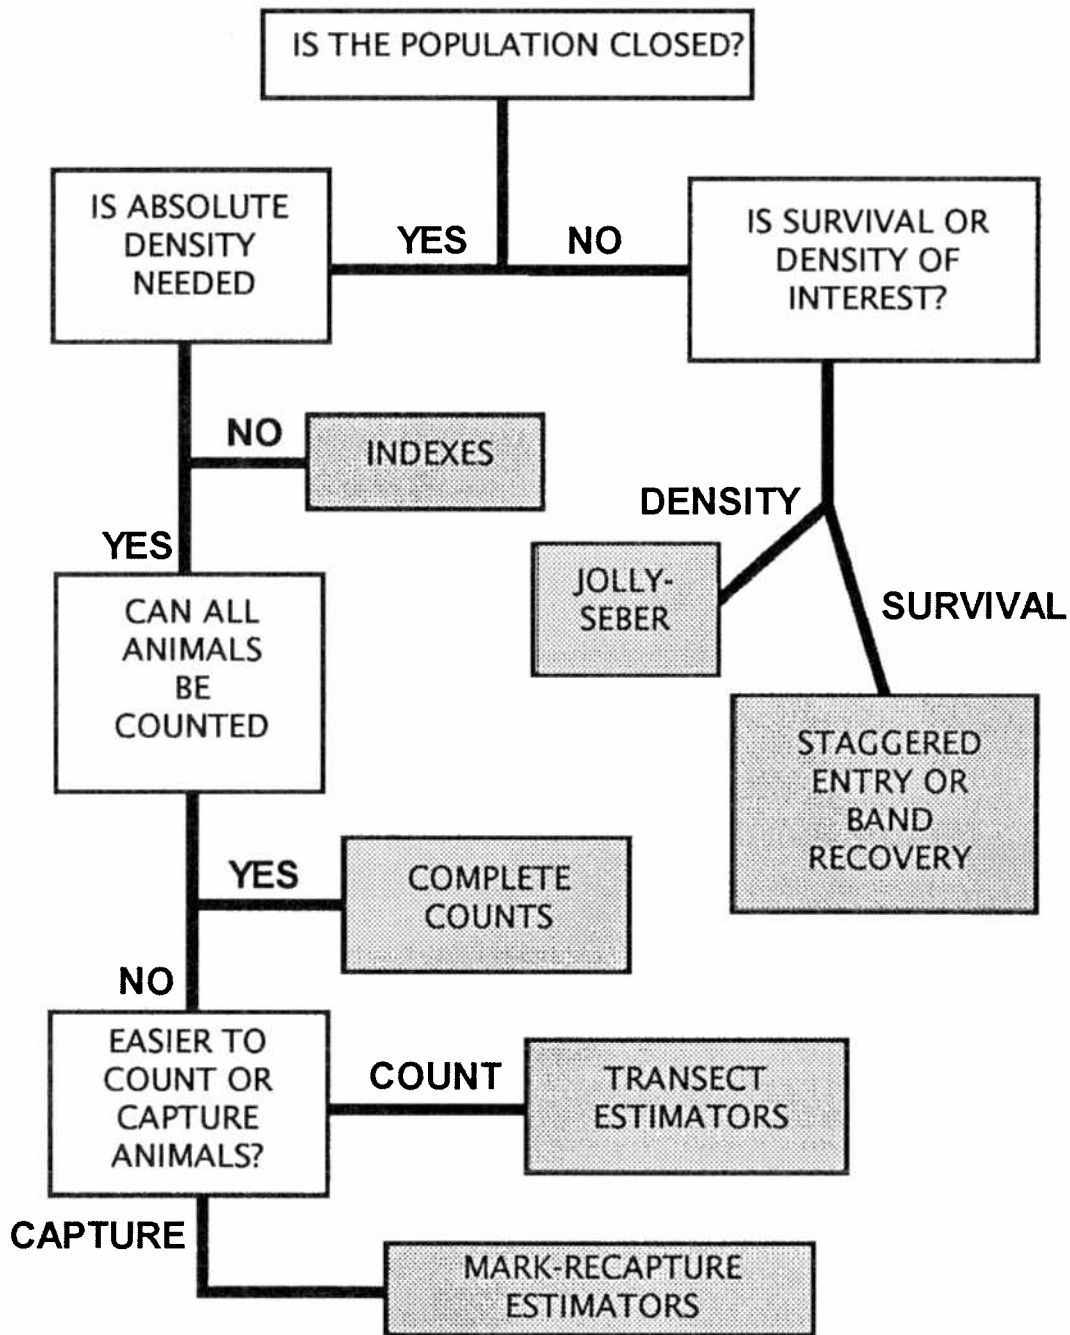 IS THE POPULATION CLOSED?
IS ABSOLUTE
DENSITY
NEEDED
YES
NO
IS SURVIVAL OR
DENSITY OF
INTEREST?
NO
INDEXES
DENSITY
YES
JOLLY-
SEBER
SURVIVAL
CAN ALL
ANIMALS
BE
COUNTED
STAGGERED
ENTRY OR
BAND
RECOVERY
YES
COMPLETE
COUNTS
NO
EASIER TO
COUNT OR
CAPTURE
ANIMALS?
COUNT
TRANSECT
ESTIMATORS
CAPTURE
MARK-RECAPTURE
ESTIMATORS